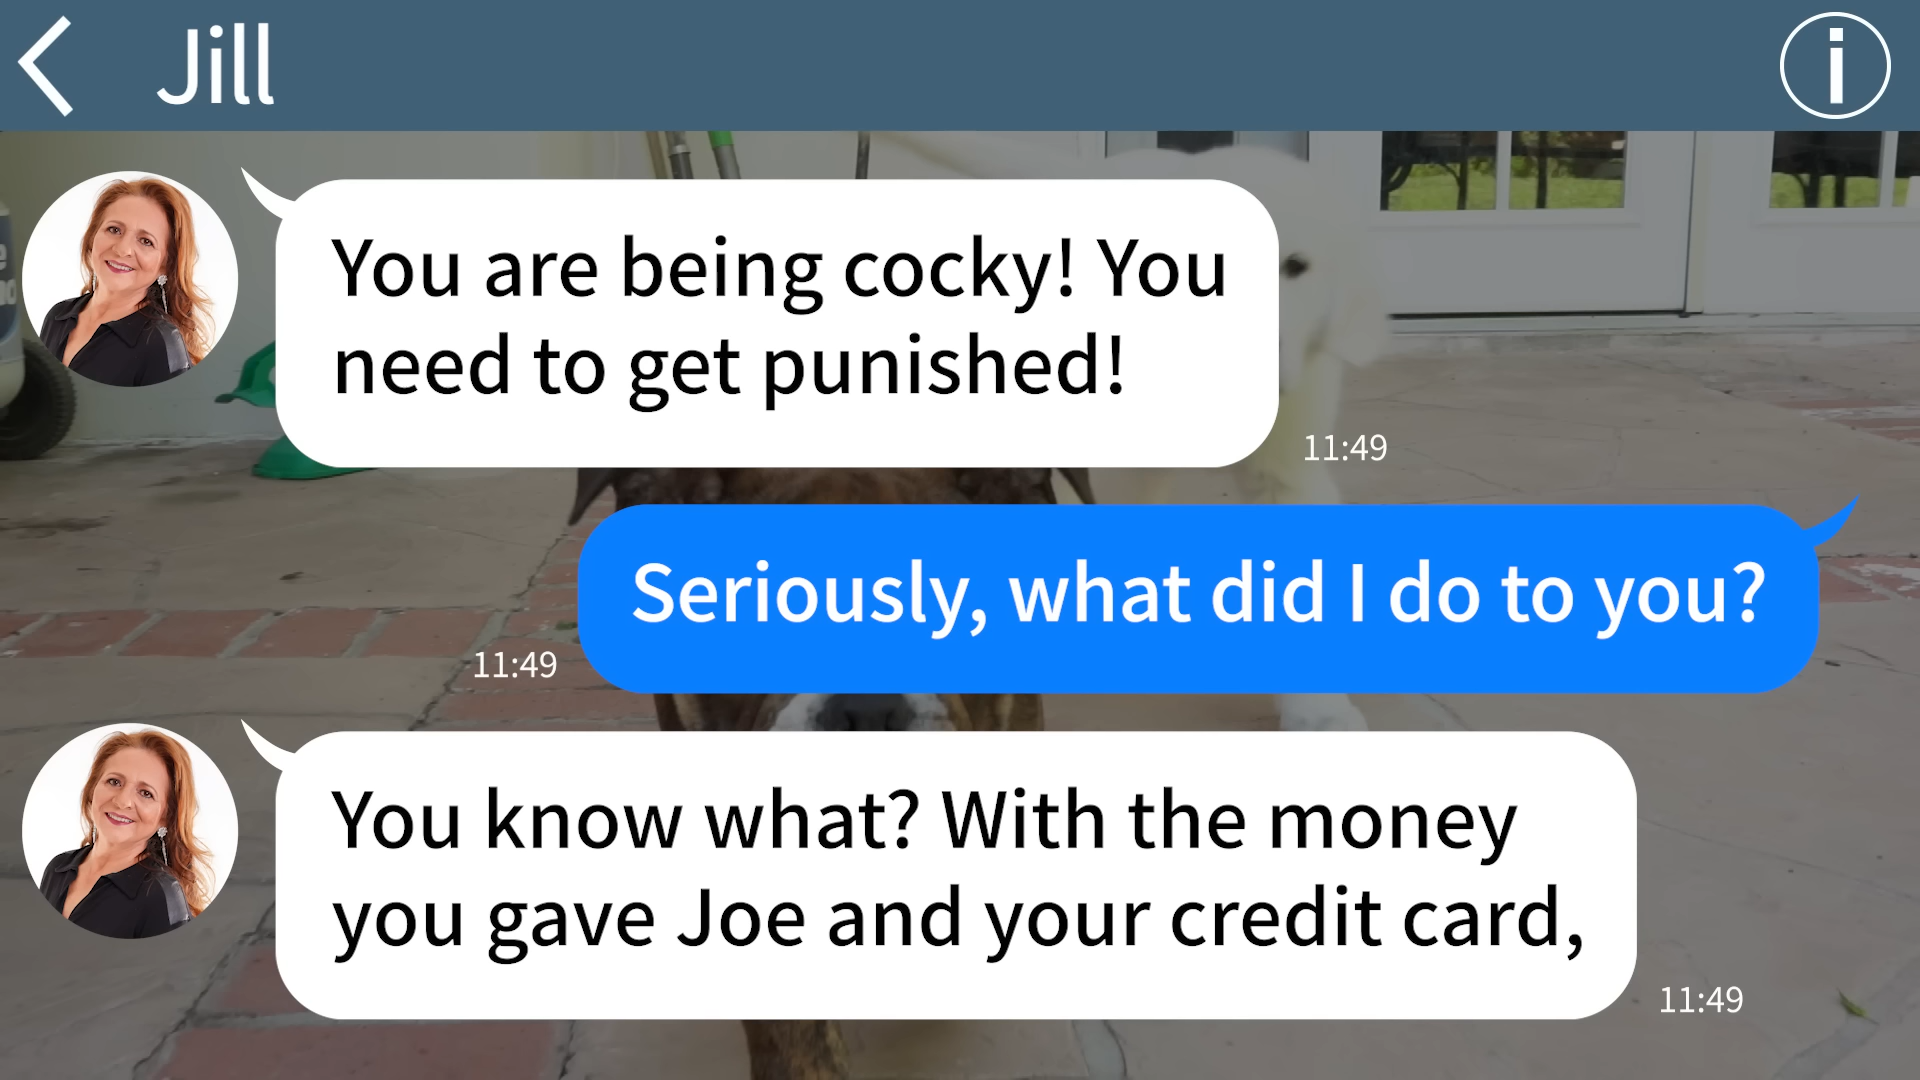 Jill
You are being cocky! You
need to get punished!
11:49
Seriously, what did I do to you?
11:49
You know what? With the money
you gave Joe and your credit card,
11:49